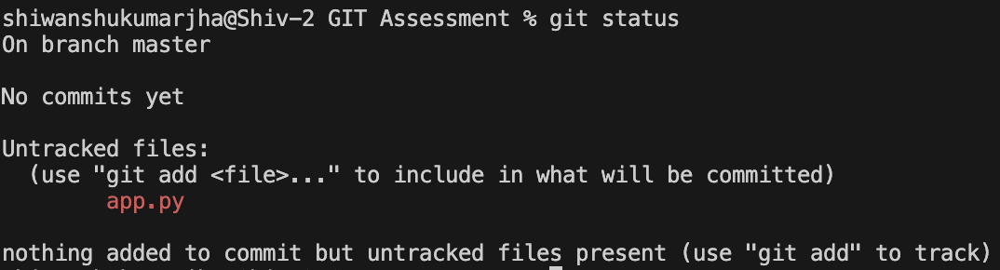 shiwanshukumarjha@Shiv-2 GIT Assessment % git status
On branch master
No commits yet
Untracked files:
(use "git add <file>..." to include in what will be committed)
app.py
nothing added to commit but untracked files present (use "git add" to track)